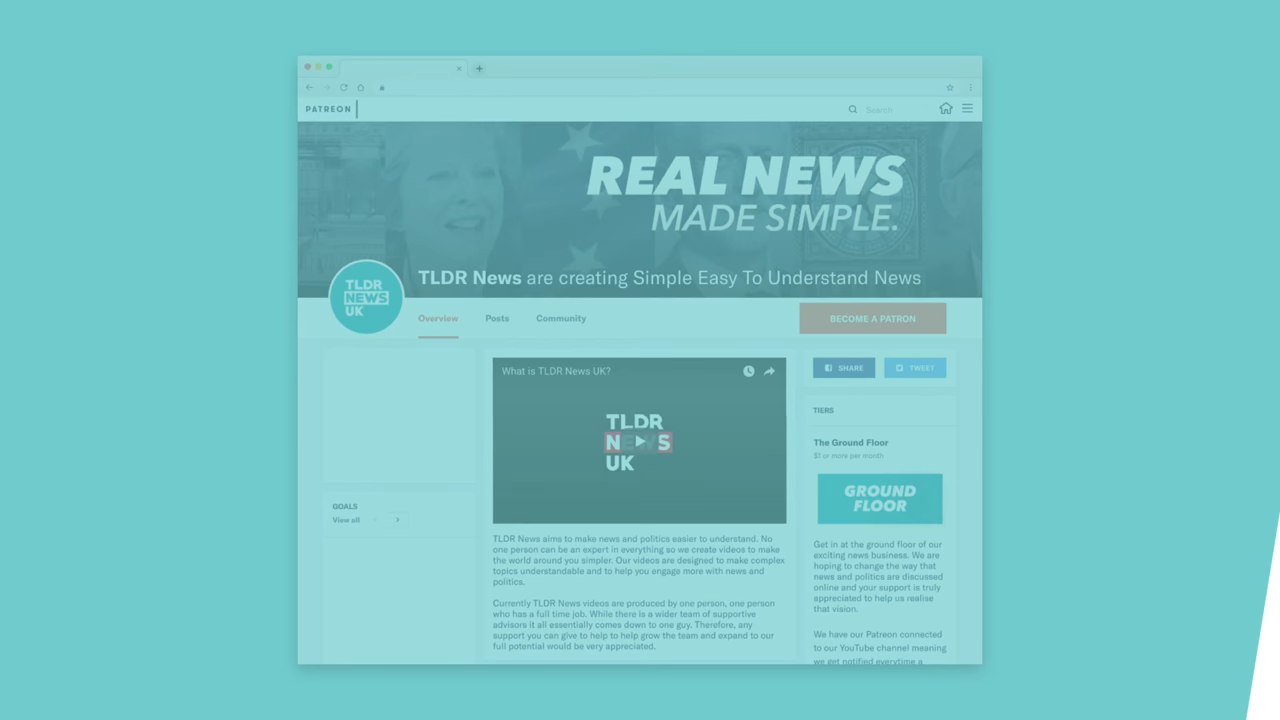 PATREON
Search
REAL NEWS
MADE SIMPLE.
TLDR News are creating Simple Easy To Understand News
TLDR
NEWS
UK
Overview
Posts
Community
BECOME A PATRON
What is TLDR News UK?
TLDR
NEWS
UK
TLDR News aims to make news and politics easier to understand. No
one person can be an expert in everything so we create videos to make
the world around you simpler. Our videos are designed to make complex
topics understandable and to help you engage more with news and
politics.
Currently TLDR News videos are produced by one person, one person
who has a full time job. While there is a wider team of supportive
advisors it all essentially comes down to one guy. Therefore, any
support you can give to help to help grow the team and expand to our
full potential would be very appreciated.
GOALS
View all
SHARE
TWEET
TIERS
The Ground Floor
$1 or more per month
GROUND
FLOOR
Get in at the ground floor of our
exciting news business. We are
hoping to change the way that
news and politics are discussed
online and your support is truly
appreciated to help us realise
that vision.
We have our Patreon connected
to our YouTube channel meaning
we get notified everytime a